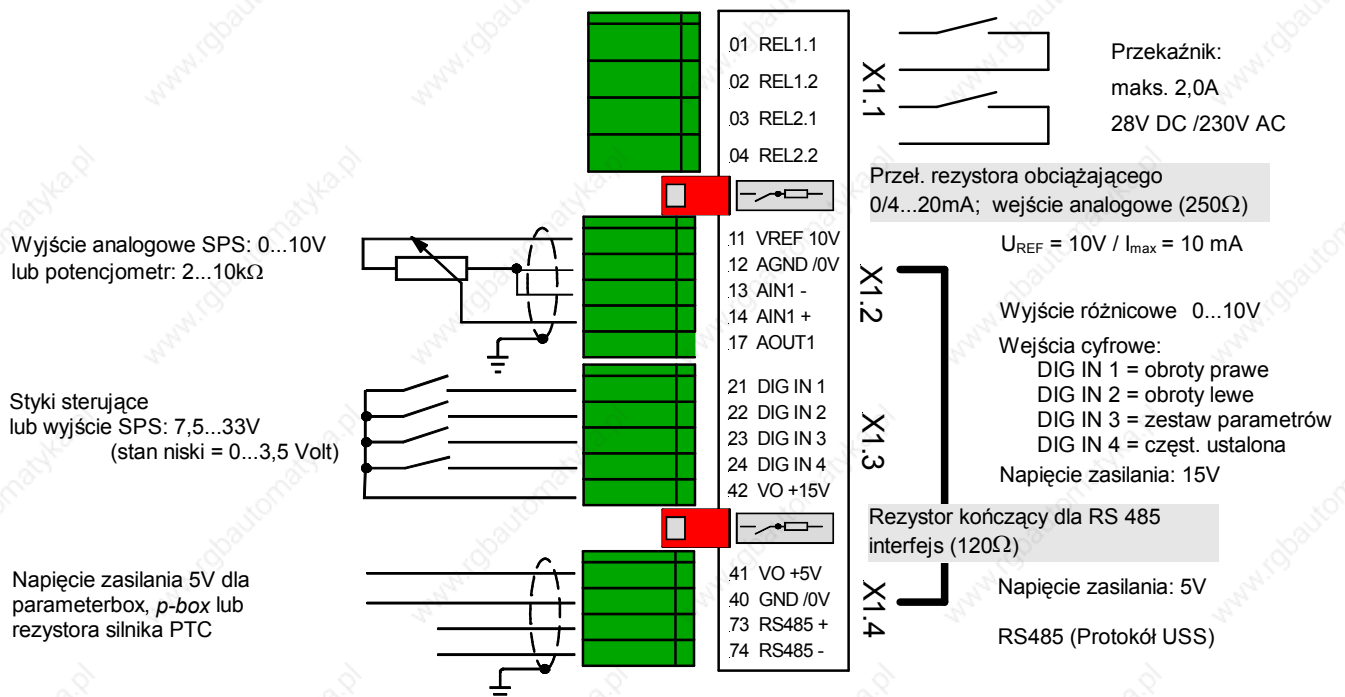 01 REL1.1
02 REL1.2
03 REL2.1
04 REL2.2
X1.1
Przekaźnik:
maks. 2,0A
28V DC /230V AC
Przeł. rezystora obciążającego
0/4...20mA; wejście analogowe (250Ω)
Wyjście analogowe SPS: 0...10V
lub potencjometr: 2...10kΩ
11 VREF 10V
12 AGND /0V
13 AIN1 -
14 AIN1 +
17 AOUT1
X1.2
UREF = 10V / Imax = 10 mA
Wyjście różnicowe 0...10V
Styki sterujące
lub wyjście SPS: 7,5...33V
(stan niski = 0...3,5 Volt)
21 DIG IN 1
22 DIG IN 2
23 DIG IN 3
24 DIG IN 4
42 VO +15V
X1.3
Wejścia cyfrowe:
DIG IN 1 = obroty prawe
DIG IN 2 = obroty lewe
DIG IN 3 = zestaw parametrów
DIG IN 4 = częst. ustalona
Napięcie zasilania: 15V
Rezystor kończący dla RS 485
interfejs (120Ω)
Napięcie zasilania 5V dla
parameterbox, p-box lub
rezystora silnika PTC
41 VO +5V
40 GND /0V
73 RS485 +
74 RS485 -
X1.4
Napięcie zasilania: 5V
RS485 (Protokół USS)
www.rgbautomatyka.pl